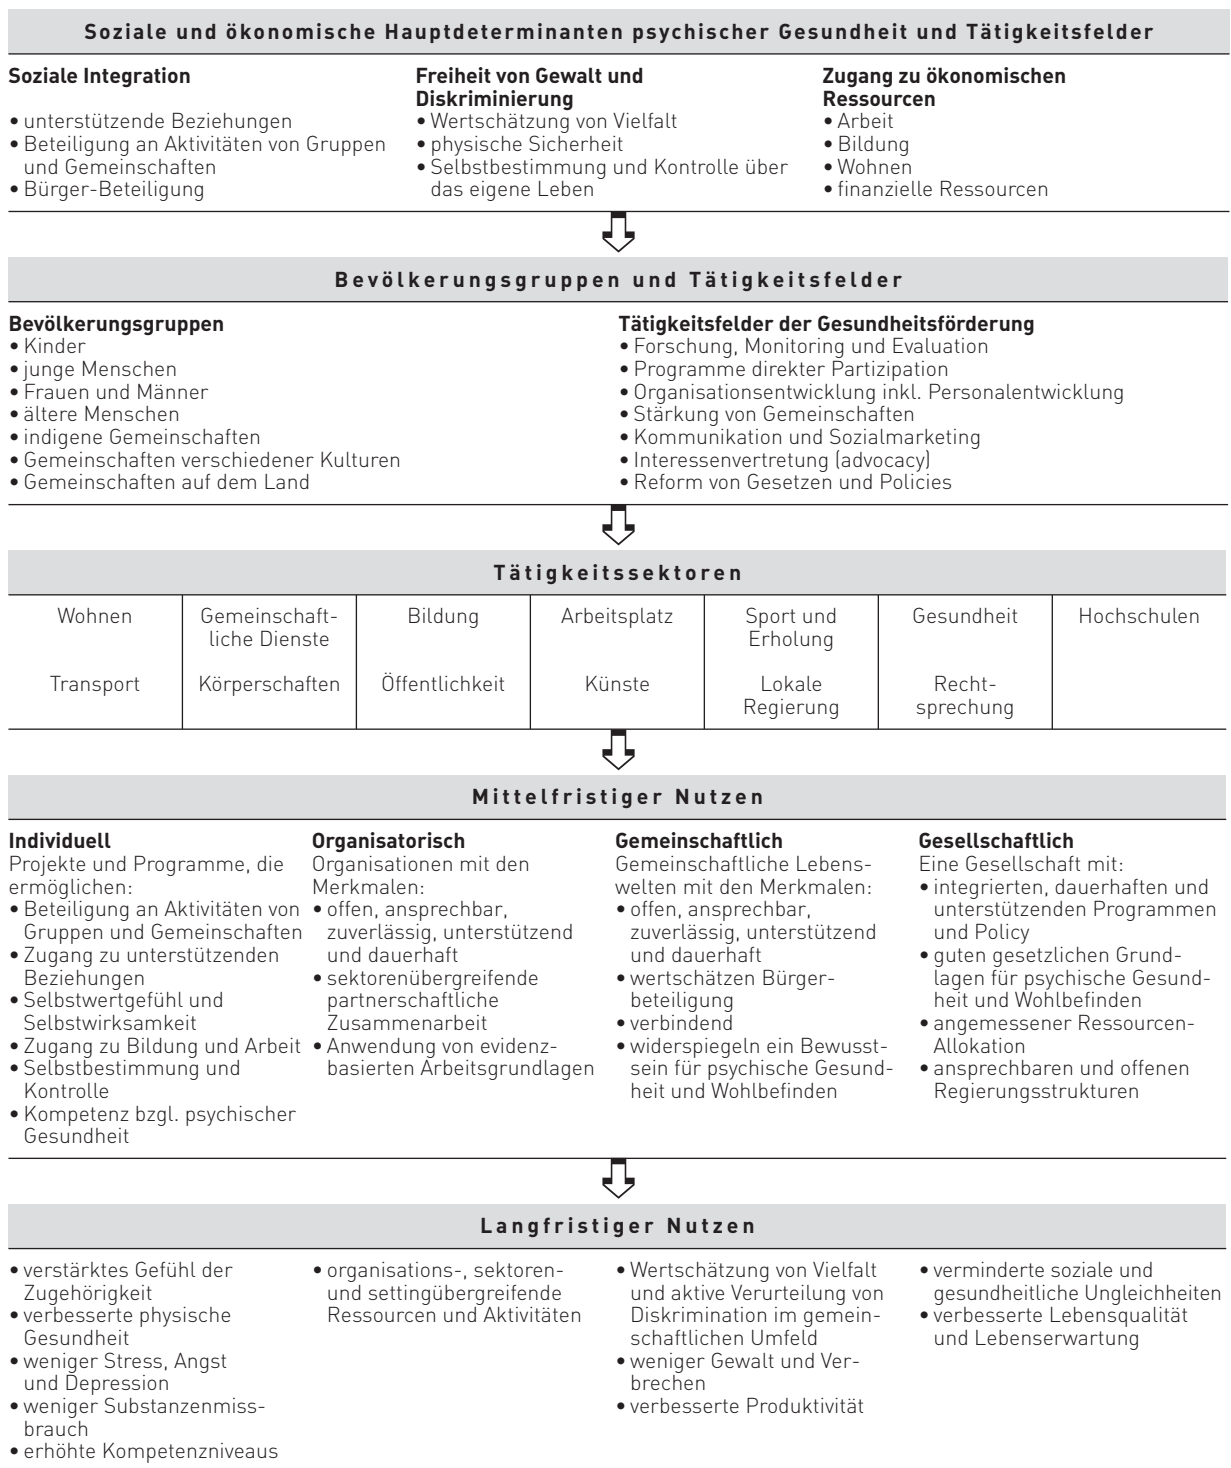 Soziale und ökonomische Hauptdeterminanten psychischer Gesundheit und Tätigkeitsfelder
Soziale Integration
• unterstützende Beziehungen
• Beteiligung an Aktivitäten von Gruppen
und Gemeinschaften
• Bürger-Beteiligung
Freiheit von Gewalt und
Diskriminierung
• Wertschätzung von Vielfalt
• physische Sicherheit
• Selbstbestimmung und Kontrolle über
das eigene Leben
Zugang zu ökonomischen
Ressourcen
• Arbeit
• Bildung
• Wohnen
• finanzielle Ressourcen
Bevölkerungsgruppen und Tätigkeitsfelder
Bevölkerungsgruppen
• Kinder
• junge Menschen
• Frauen und Männer
• ältere Menschen
• indigene Gemeinschaften
• Gemeinschaften verschiedener Kulturen
• Gemeinschaften auf dem Land
Tätigkeitsfelder der Gesundheitsförderung
• Forschung, Monitoring und Evaluation
• Programme direkter Partizipation
• Organisationsentwicklung inkl. Personalentwicklung
• Stärkung von Gemeinschaften
• Kommunikation und Sozialmarketing
• Interessenvertretung (advocacy)
• Reform von Gesetzen und Policies
Tätigkeitssektoren
Wohnen
Transport
Gemeinschaft-
liche Dienste
Körperschaften
Bildung
Öffentlichkeit
Arbeitsplatz
Künste
Sport und
Erholung
Lokale
Regierung
Gesundheit
Recht-
sprechung
Hochschulen
Mittelfristiger Nutzen
Individuell
Projekte und Programme, die
ermöglichen:
• Beteiligung an Aktivitäten von
Gruppen und Gemeinschaften
• Zugang zu unterstützenden
Beziehungen
• Selbstwertgefühl und
Selbstwirksamkeit
• Zugang zu Bildung und Arbeit
• Selbstbestimmung und
Kontrolle
• Kompetenz bzgl. psychischer
Gesundheit
Organisatorisch
Organisationen mit den
Merkmalen:
• offen, ansprechbar,
zuverlässig, unterstützend
und dauerhaft
• sektorenübergreifende
partnerschaftliche
Zusammenarbeit
• Anwendung von evidenz-
basierten Arbeitsgrundlagen
Gemeinschaftlich
Gemeinschaftliche Lebens-
welten mit den Merkmalen:
• offen, ansprechbar,
zuverlässig, unterstützend
und dauerhaft
• wertschätzen Bürger-
beteiligung
• verbindend
• widerspiegeln ein Bewusst-
sein für psychische Gesund-
heit und Wohlbefinden
Gesellschaftlich
Eine Gesellschaft mit:
• integrierten, dauerhaften und
unterstützenden Programmen
und Policy
• guten gesetzlichen Grund-
lagen für psychische Gesund-
heit und Wohlbefinden
• angemessener Ressourcen-
Allokation
• ansprechbaren und offenen
Regierungsstrukturen
Langfristiger Nutzen
• verstärktes Gefühl der
Zugehörigkeit
• verbesserte physische
Gesundheit
• weniger Stress, Angst
und Depression
• weniger Substanzenmiss-
brauch
• erhöhte Kompetenzniveaus
• organisations-, sektoren-
und settingübergreifende
Ressourcen und Aktivitäten
• Wertschätzung von Vielfalt
und aktive Verurteilung von
Diskrimination im gemein-
schaftlichen Umfeld
• weniger Gewalt und Ver-
brechen
• verbesserte Produktivität
• verminderte soziale und
gesundheitliche Ungleichheiten
• verbesserte Lebensqualität
und Lebenserwartung